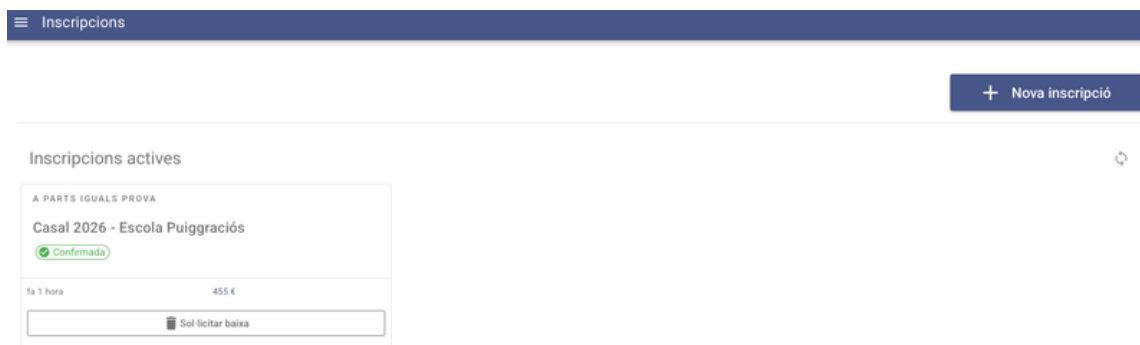 Inscripcions
Nova inscripció
Inscripcions actives
A PARTS IGUALS PROVA
Casal 2026 - Escola Puiggraciós
Confirmada
fa 1 hora 455 €
Sol·licitar baixa